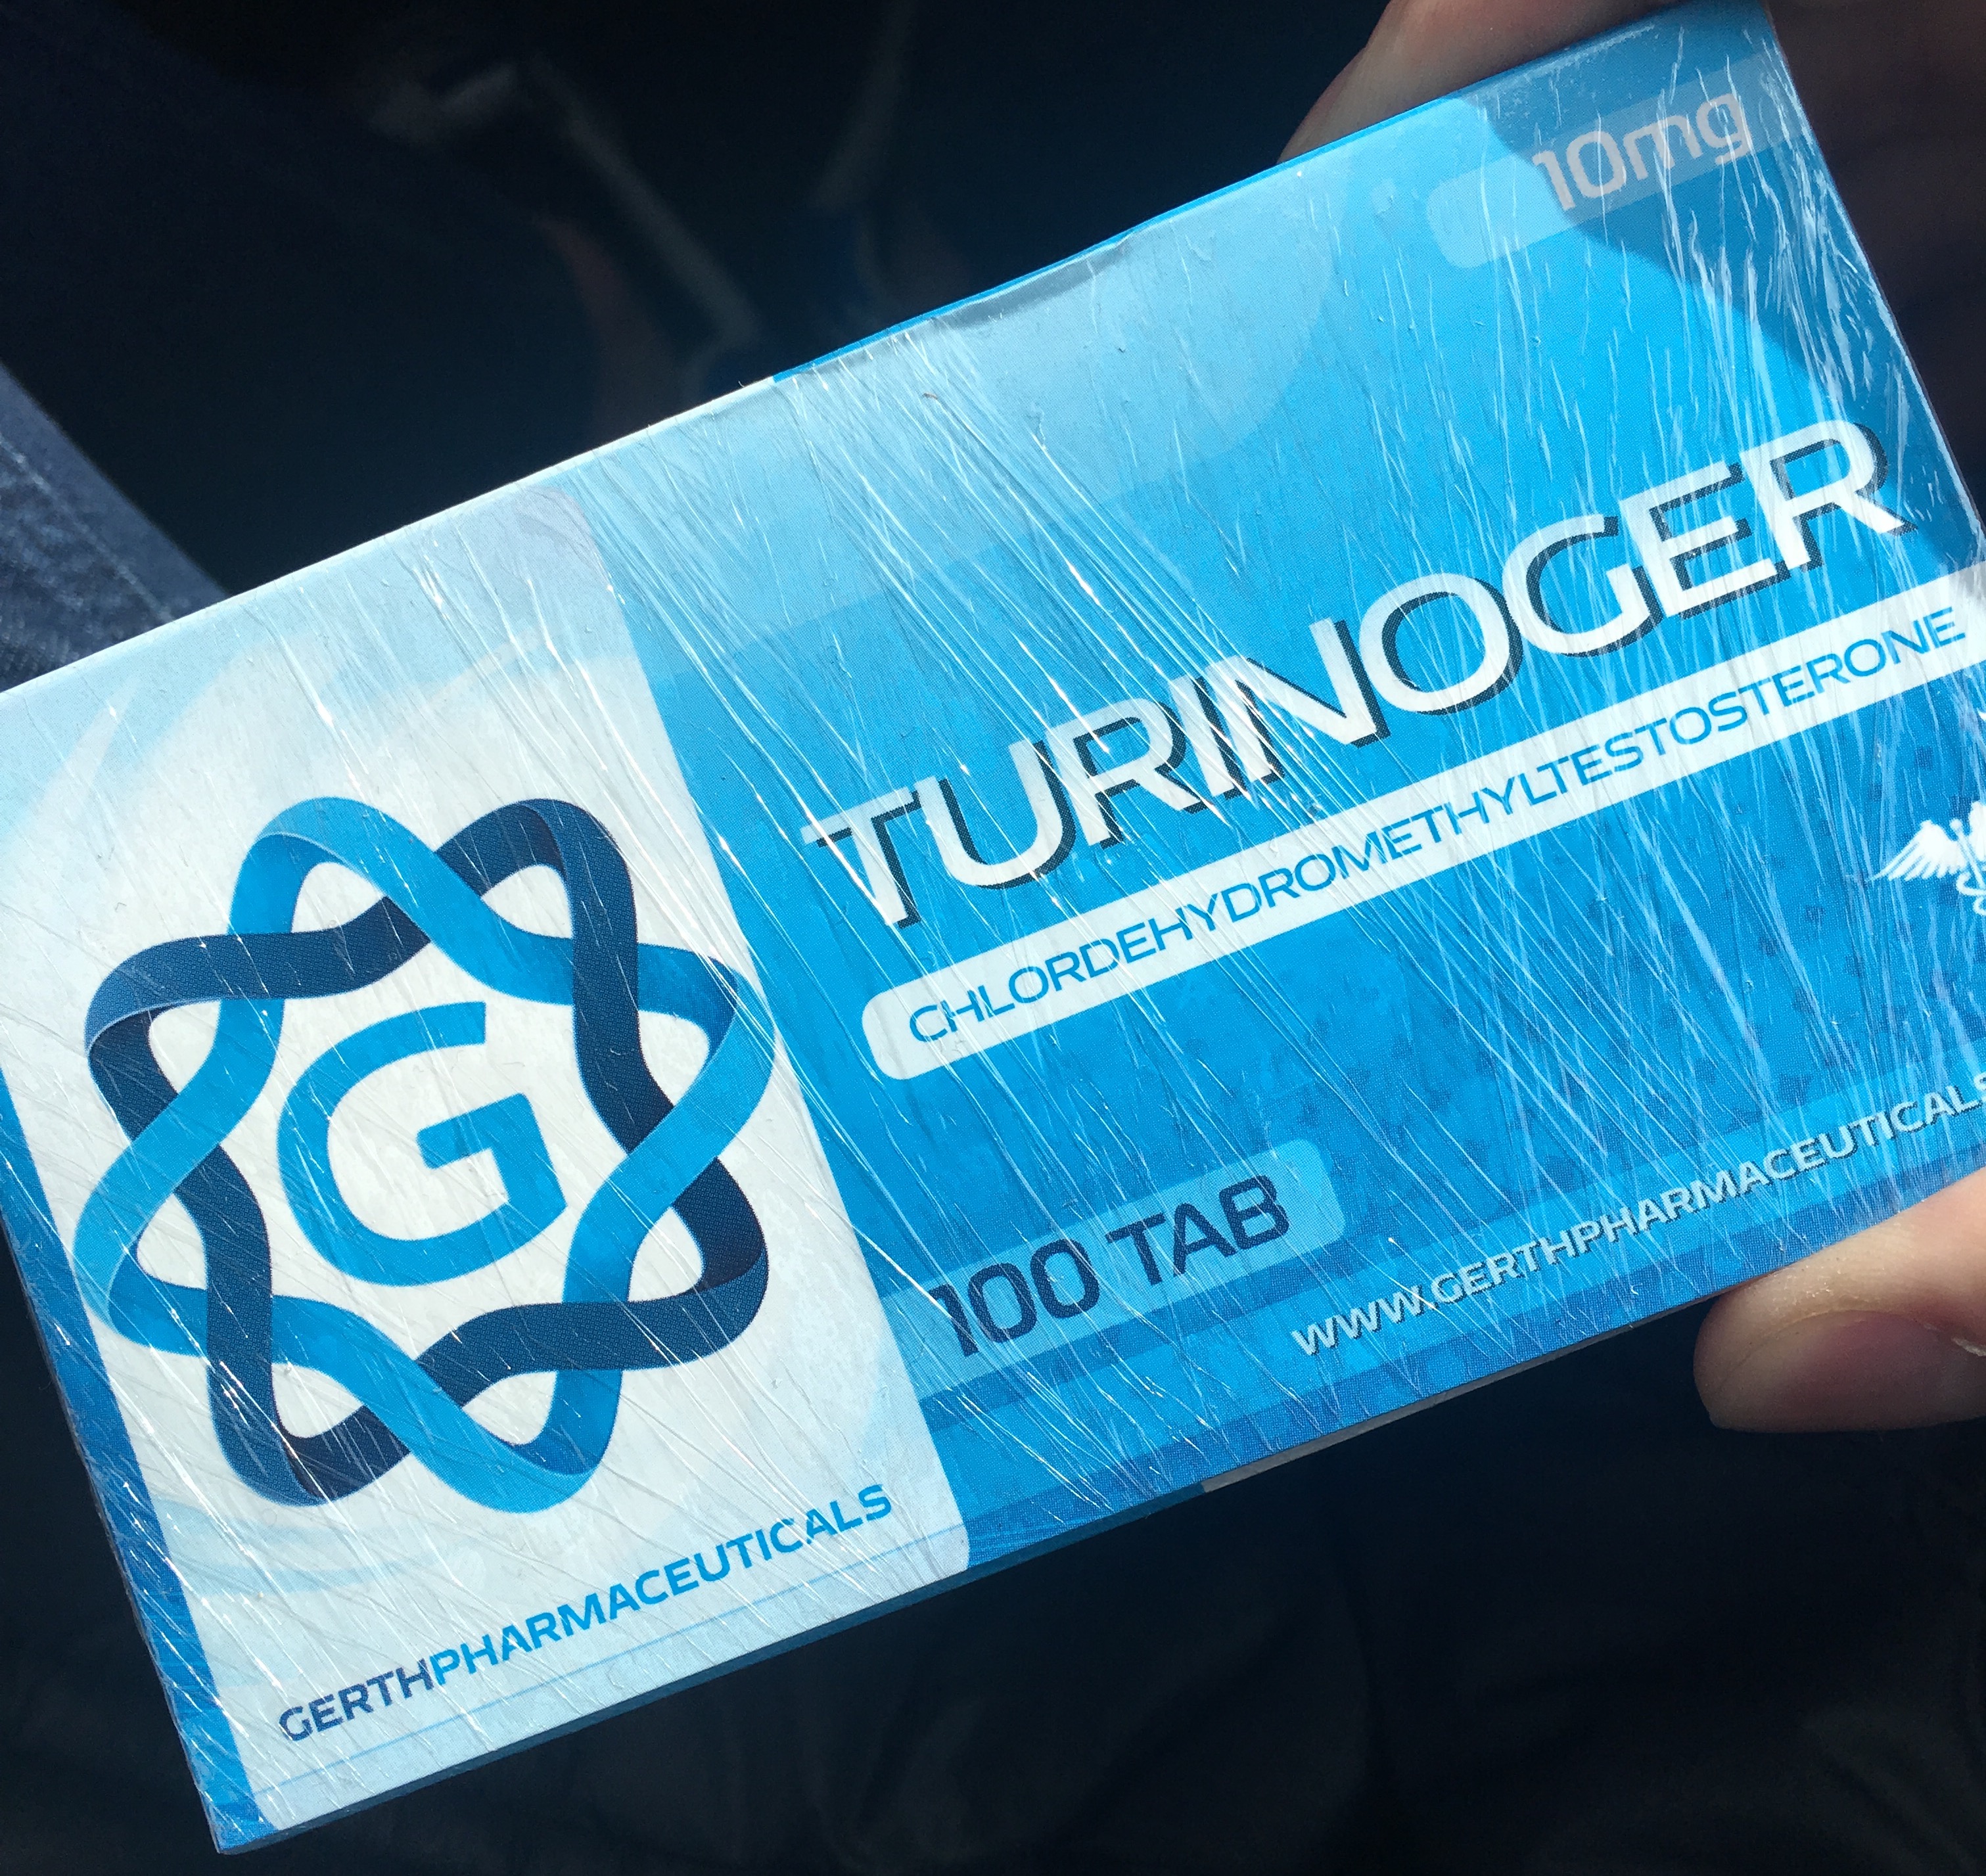 10mg
TURINOGER
CHLORDEHYDROMETHYLTESTOSTERONE
G
100 TAB
WWW.GERTHPHARMACEUTICALS
GERTHPHARMACEUTICALS